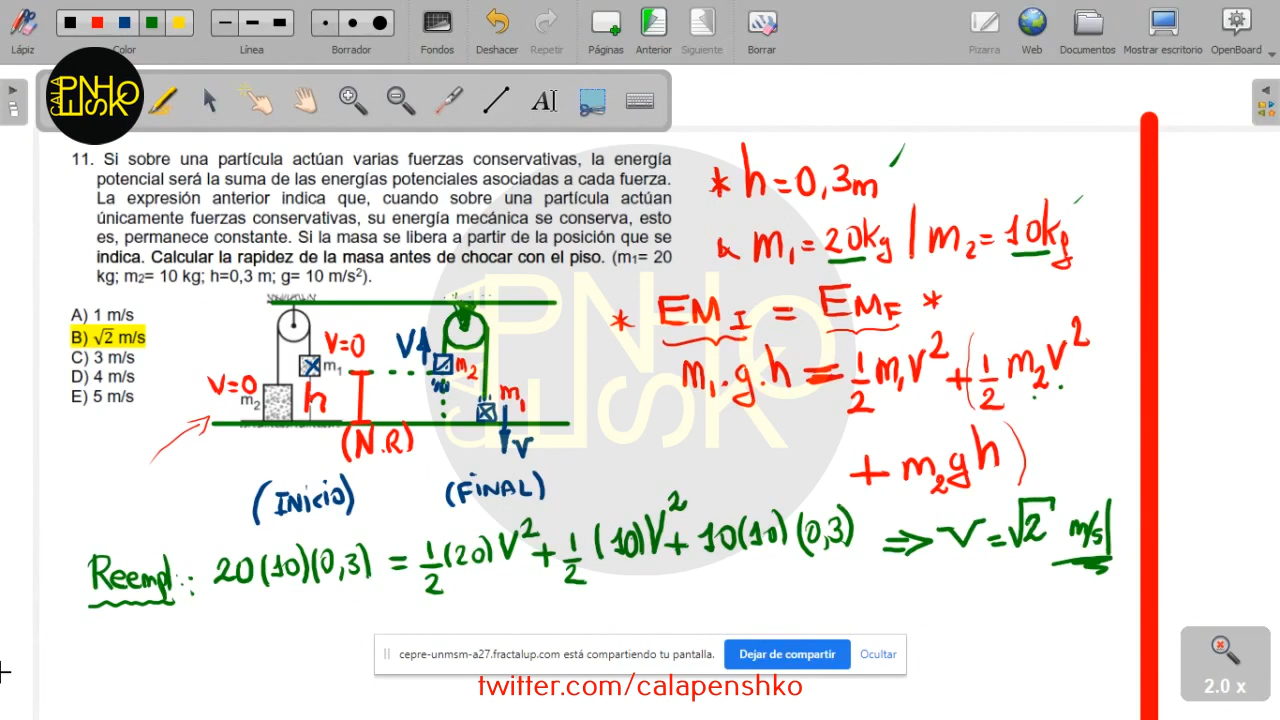 Lápiz Color Línea Borrador Fondos Deshacer Repetir Páginas Anterior Siguiente Borrar Pizarra Web Documentos Mostrar escritorio OpenBoard
CALA PENSHKO
11. Si sobre una partícula actúan varias fuerzas conservativas, la energía
potencial será la suma de las energías potenciales asociadas a cada fuerza.
La expresión anterior indica que, cuando sobre una partícula actúan
únicamente fuerzas conservativas, su energía mecánica se conserva, esto
es, permanece constante. Si la masa se libera a partir de la posición que se
indica. Calcular la rapidez de la masa antes de chocar con el piso. (m1= 20
kg; m2= 10 kg; h=0,3 m; g= 10 m/s²).
A) 1 m/s
B) √2 m/s
C) 3 m/s
D) 4 m/s
E) 5 m/s
V=0
m₁
V=0
m₂
h
(N.R)
(INICIO)
V
m₂
m₁
V
(FINAL)
* h=0,3m
* m₁ = 20kg / m₂ = 10kg
* EM_I = EM_F *
m₁.g.h = 1/2 m₁V² + (1/2 m₂V²
+ m₂gh)
Reempl.: 20(10)(0,3) = 1/2 (20)V² + 1/2 (10)V² + 10(10)(0,3) ⇒ V = √2 m/s
cepre-unmsm-a27.fractalup.com está compartiendo tu pantalla. Dejar de compartir Ocultar
twitter.com/calapenshko
2.0 x